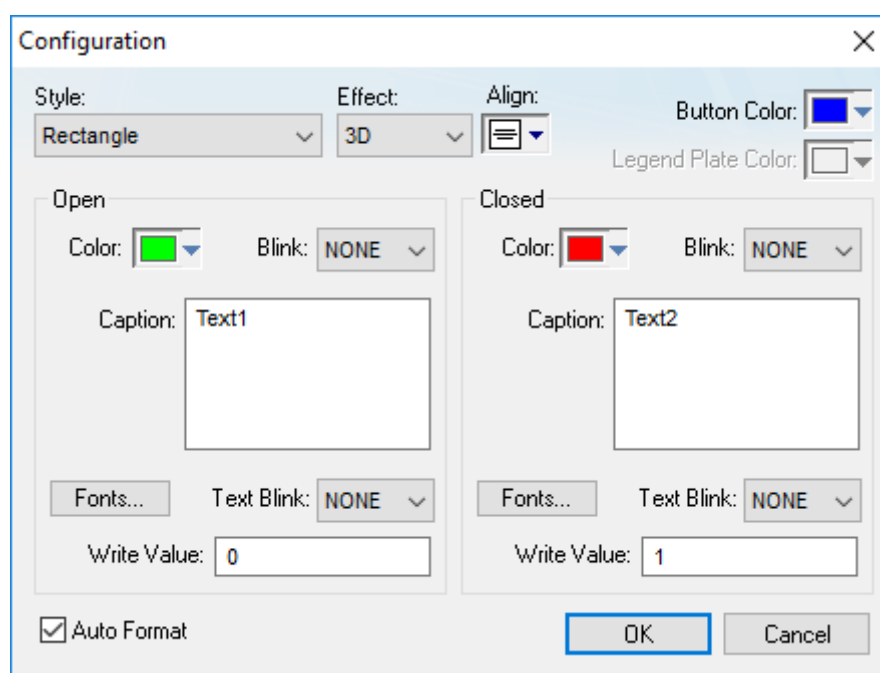 Configuration
Style: Effect: Align:
Rectangle 3D
Button Color:
Legend Plate Color:
Open Closed
Color: Blink: NONE Color: Blink: NONE
Caption: Text1 Caption: Text2
Fonts... Text Blink: NONE Fonts... Text Blink: NONE
Write Value: 0 Write Value: 1
Auto Format OK Cancel